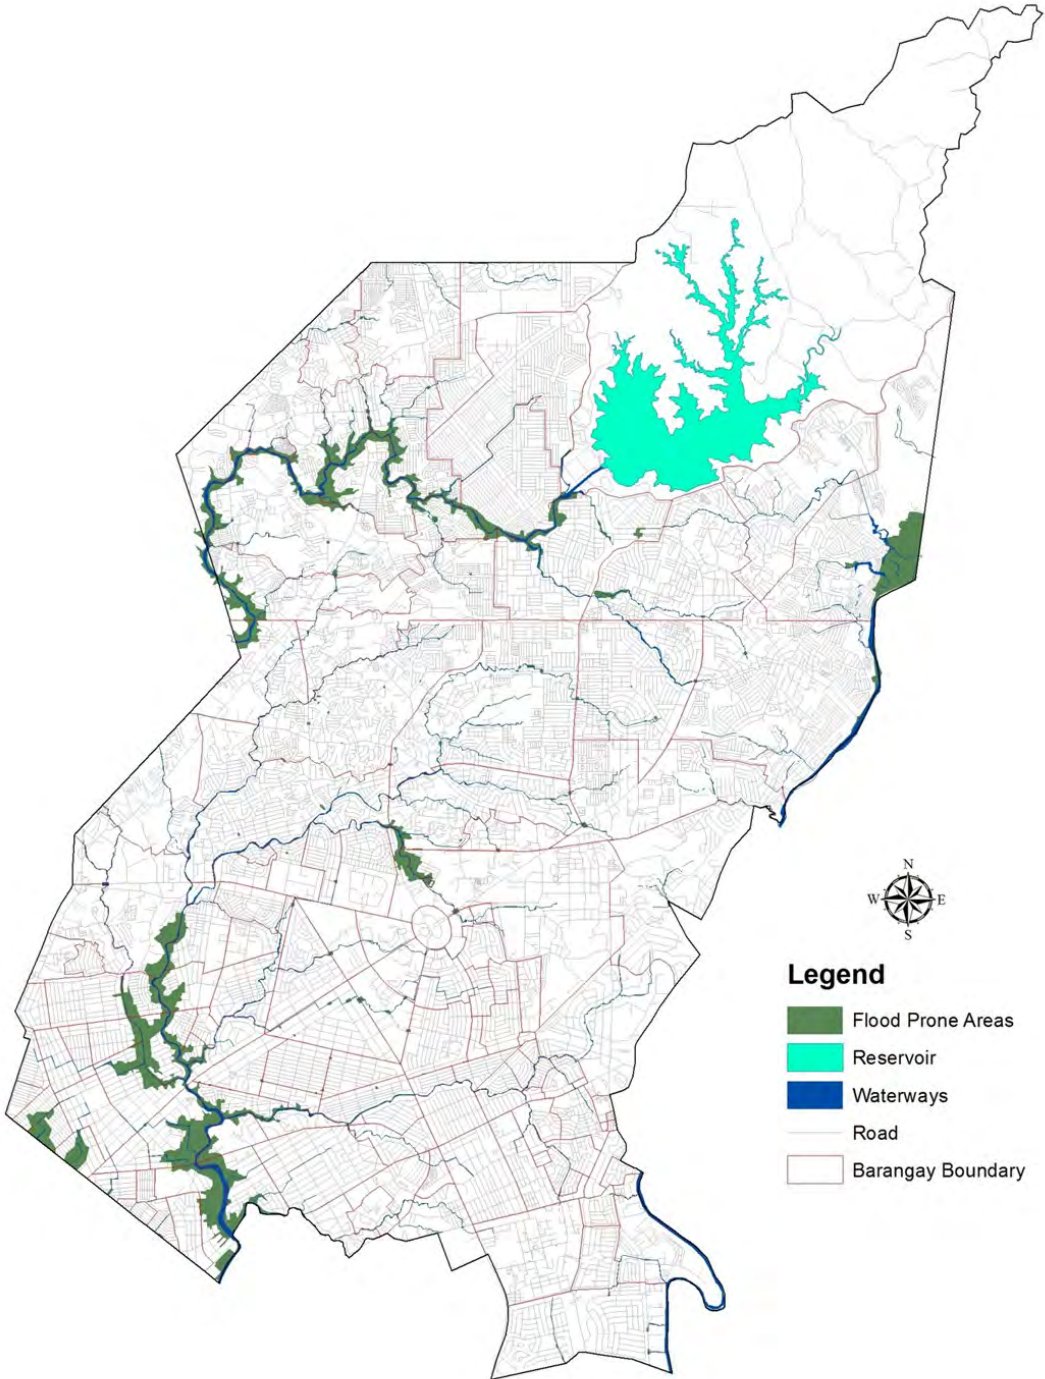 N
W E
S
Legend
Flood Prone Areas
Reservoir
Waterways
Road
Barangay Boundary